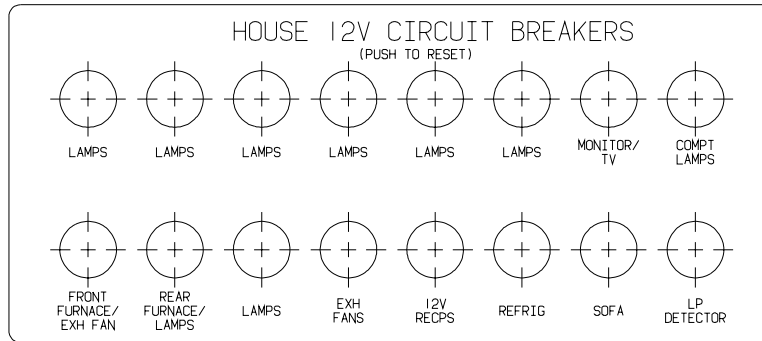 HOUSE 12V CIRCUIT BREAKERS
(PUSH TO RESET)
LAMPS LAMPS LAMPS LAMPS LAMPS LAMPS MONITOR/ TV COMPT LAMPS
FRONT FURNACE/ EXH FAN REAR FURNACE/ LAMPS LAMPS EXH FANS 12V RECPS REFRIG SOFA LP DETECTOR